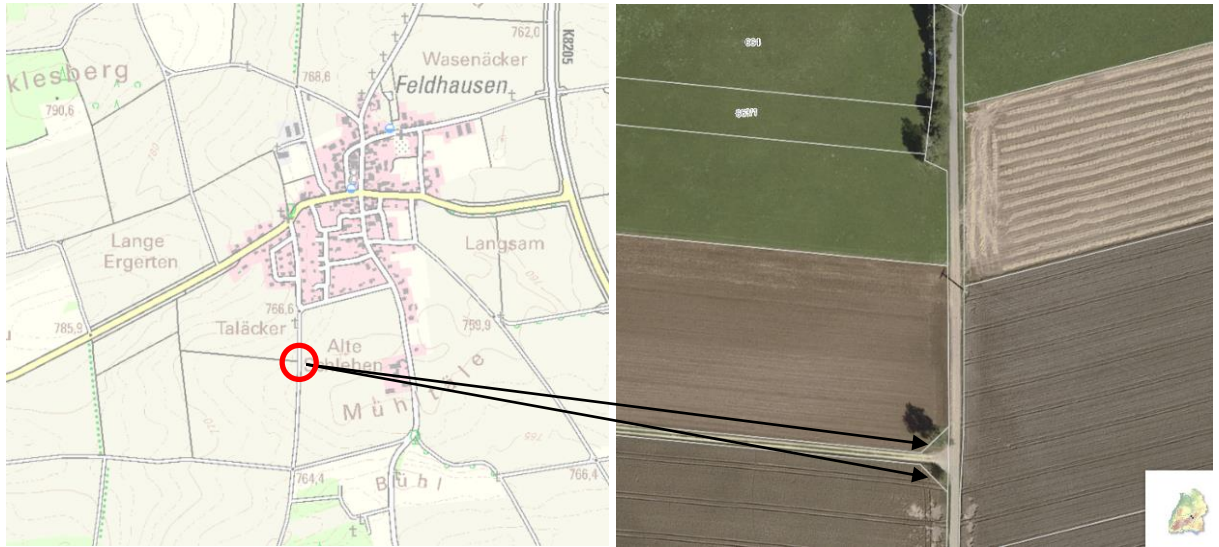 762,0
K8205
Wasenäcker
klesberg
Feldhausen
768,6
790,6
Lange
Ergerten
Langsam
766,6
785,9
Taläcker
759,9
Alte
764,4
Bühl
766,4